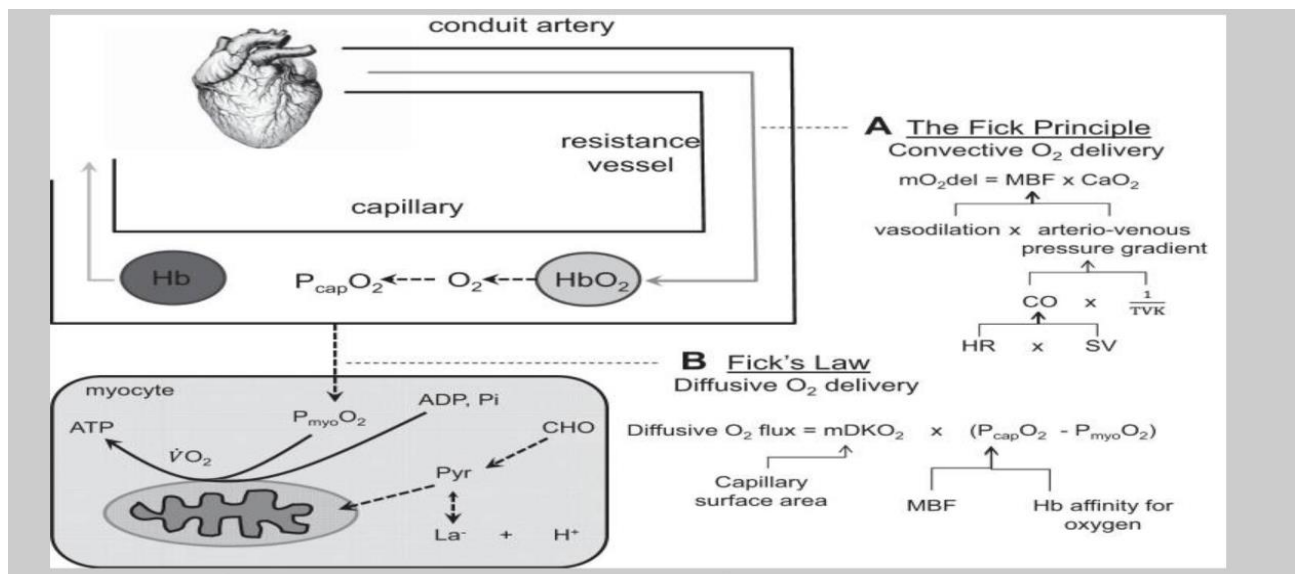 conduit artery
resistance
vessel
capillary
Hb
PcapO₂ O₂ HbO₂
A The Fick Principle
Convective O₂ delivery
mO₂del = MBF x CaO₂
vasodilation x arterio-venous
pressure gradient
CO x 1/TVK
HR x SV
B Fick's Law
Diffusive O₂ delivery
Diffusive O₂ flux = mDKO₂ x (PcapO₂ - PmyoO₂)
Capillary
surface area
MBF
Hb affinity for
oxygen
myocyte
ATP
V̇O₂
PmyoO₂
ADP, Pi
CHO
Pyr
La⁻ + H⁺